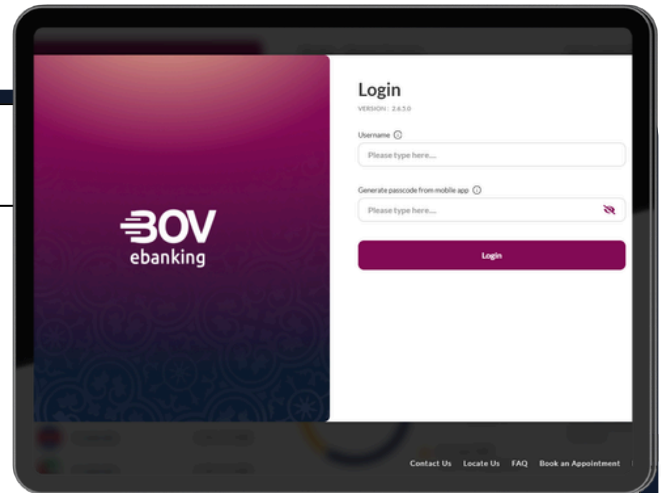 BOV
ebanking
Login
VERSION : 2.6.5.0
Username
Please type here....
Generate passcode from mobile app
Please type here....
Login
Contact Us Locate Us FAQ Book an Appointment